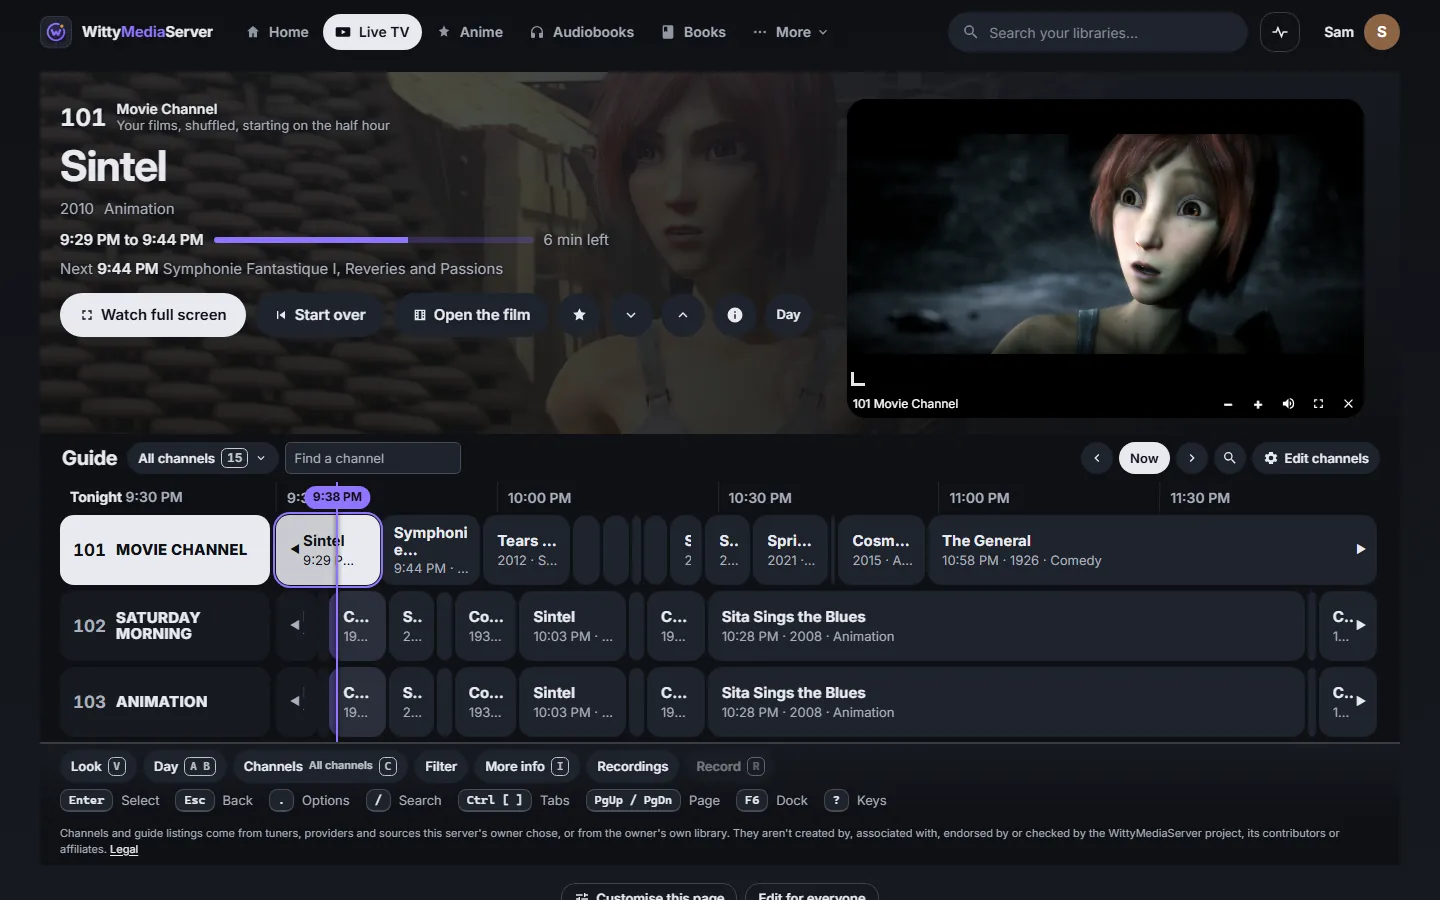 WittyMediaServer
Home
Live TV
Anime
Audiobooks
Books
More
Search your libraries...
Sam
S
101
Movie Channel
Your films, shuffled, starting on the half hour
Sintel
2010 Animation
9:29 PM to 9:44 PM
6 min left
Next 9:44 PM Symphonie Fantastique I, Reveries and Passions
Watch full screen
Start over
Open the film
Day
101 Movie Channel
Guide
All channels 15
Find a channel
Now
Edit channels
Tonight 9:30 PM
9:38 PM
10:00 PM
10:30 PM
11:00 PM
11:30 PM
101 MOVIE CHANNEL
Sintel
9:29 P...
Symphoni
e...
9:44 PM · ...
Tears ...
2012 · S...
S
2
S..
2...
Spri...
2021 ·...
Cosm...
2015 · A...
The General
10:58 PM · 1926 · Comedy
102 SATURDAY
MORNING
C...
19...
S..
2...
Co...
193...
Sintel
10:03 PM · ...
C...
19...
Sita Sings the Blues
10:28 PM · 2008 · Animation
C..
1...
103 ANIMATION
C...
19...
S..
2...
Co...
193...
Sintel
10:03 PM · ...
C...
19...
Sita Sings the Blues
10:28 PM · 2008 · Animation
C..
1...
Look V
Day A B
Channels All channels C
Filter
More info I
Recordings
Record R
Enter Select
Esc Back
. Options
/ Search
Ctrl [ ] Tabs
PgUp / PgDn Page
F6 Dock
? Keys
Channels and guide listings come from tuners, providers and sources this server's owner chose, or from the owner's own library. They aren't created by, associated with, endorsed by or checked by the WittyMediaServer project, its contributors or
affiliates. Legal
Customise this page
Edit for everyone